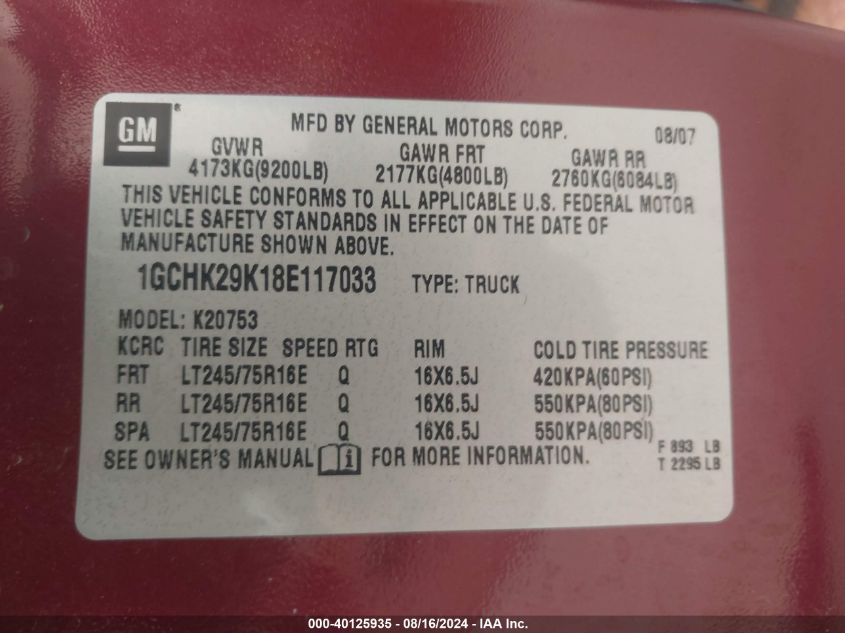 GM ®
MFD BY GENERAL MOTORS CORP. 08/07
GVWR GAWR FRT GAWR RR
4173KG(9200LB) 2177KG(4800LB) 2760KG(6084LB)
THIS VEHICLE CONFORMS TO ALL APPLICABLE U.S. FEDERAL MOTOR
VEHICLE SAFETY STANDARDS IN EFFECT ON THE DATE OF
MANUFACTURE SHOWN ABOVE.
1GCHK29K18E117033 TYPE: TRUCK
MODEL: K20753
KCRC TIRE SIZE SPEED RTG RIM COLD TIRE PRESSURE
FRT LT245/75R16E Q 16X6.5J 420KPA(60PSI)
RR LT245/75R16E Q 16X6.5J 550KPA(80PSI)
SPA LT245/75R16E Q 16X6.5J 550KPA(80PSI)
SEE OWNER'S MANUAL i FOR MORE INFORMATION.
F 893 LB
T 2295 LB
000-40125935 - 08/16/2024 - IAA Inc.